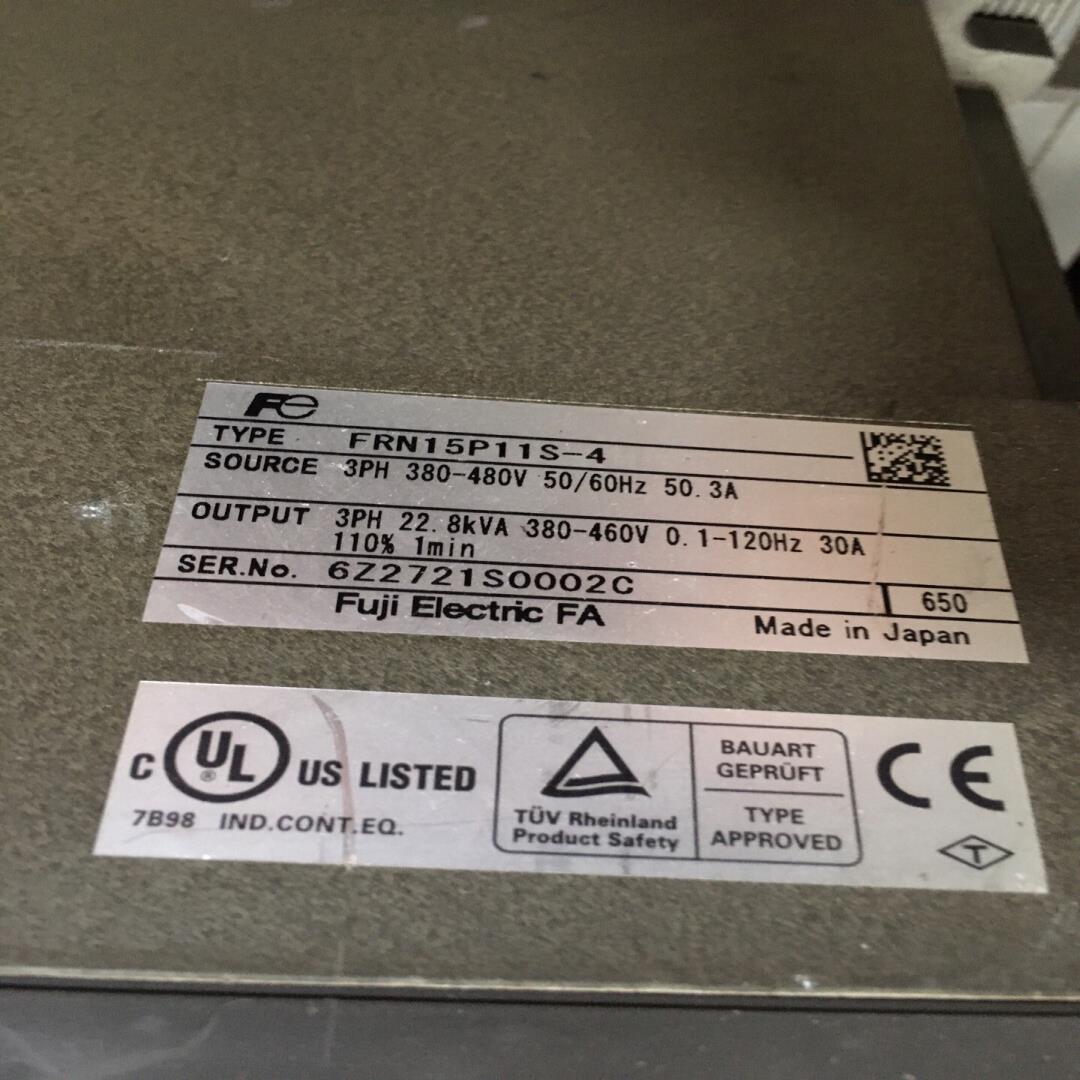 Fe
TYPE FRN15P11S-4
SOURCE 3PH 380-480V 50/60Hz 50.3A
OUTPUT 3PH 22.8kVA 380-460V 0.1-120Hz 30A
110% 1min
SER.No. 6Z2721S0002C 650
Fuji Electric FA Made in Japan
C UL ® US LISTED
7B98 IND.CONT.EQ.
TÜV Rheinland
Product Safety
BAUART
GEPRÜFT
TYPE
APPROVED
CE
T